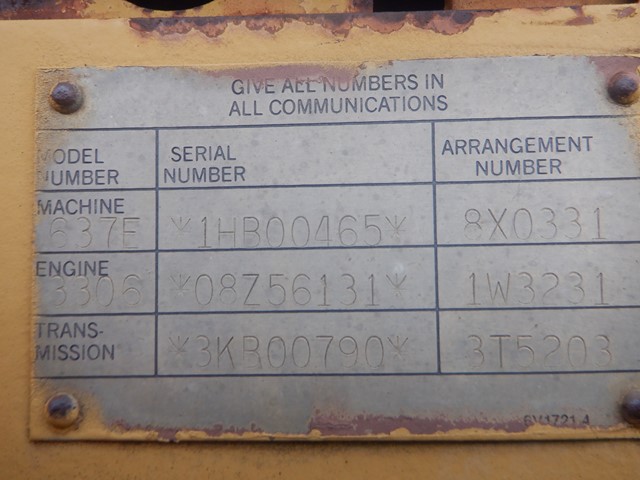 GIVE ALL NUMBERS IN
ALL COMMUNICATIONS
MODEL NUMBER SERIAL NUMBER ARRANGEMENT NUMBER
MACHINE 637E *1HB00465* 8X0331
ENGINE 3306 *08Z56131* 1W3231
TRANS-
MISSION *3KR00790* 3T5203